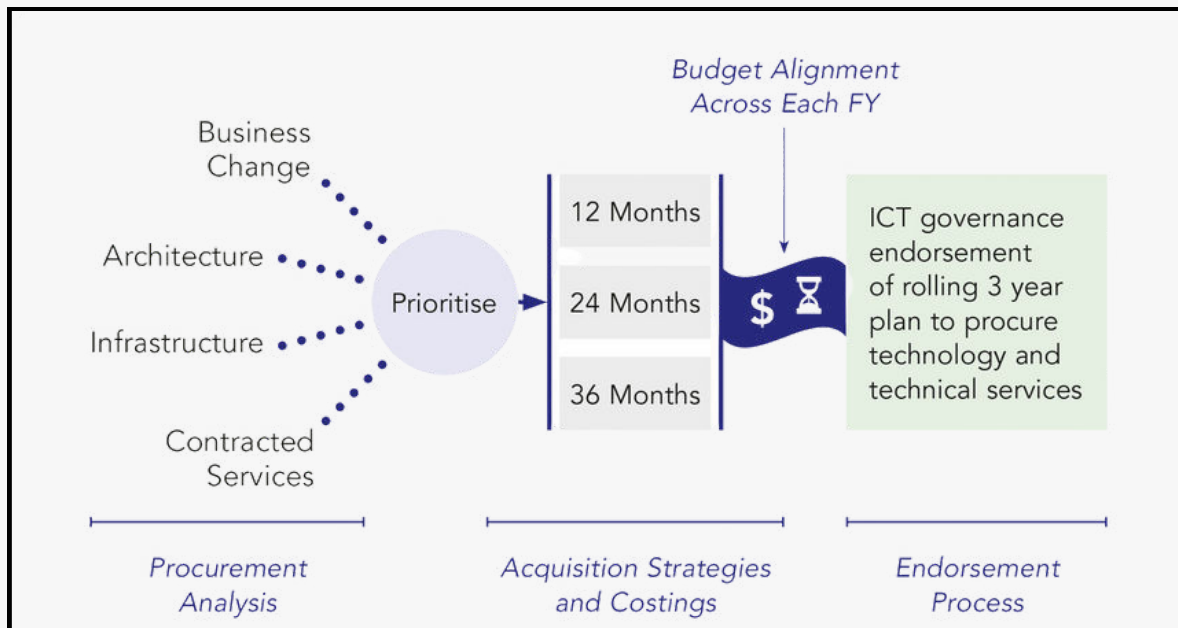 Budget Alignment
Across Each FY
Business
Change
Architecture
Infrastructure
Contracted
Services
Prioritise
12 Months
24 Months
36 Months
$
ICT governance
endorsement
of rolling 3 year
plan to procure
technology and
technical services
Procurement
Analysis
Acquisition Strategies
and Costings
Endorsement
Process